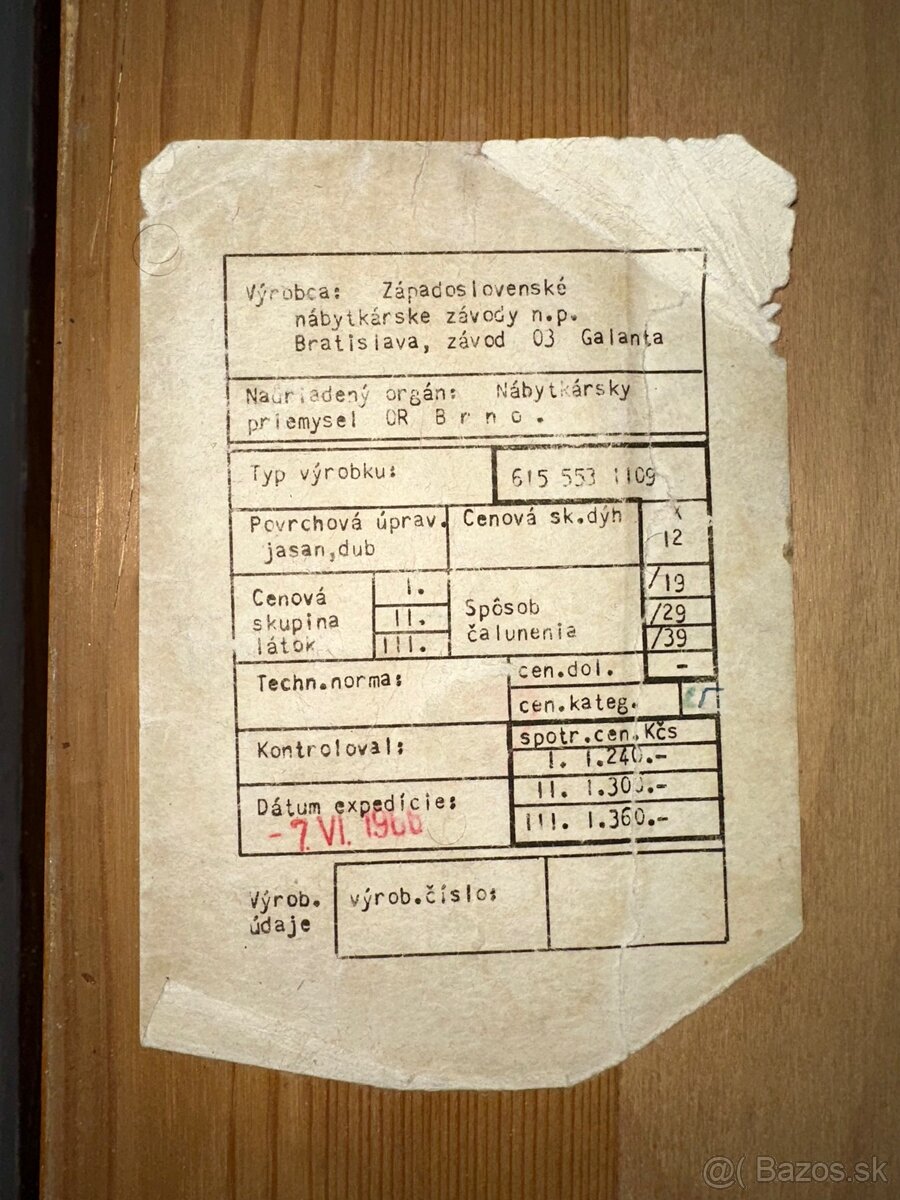 Výrobca: Západoslovenské
nábytkárske závody n.p.
Bratislava, závod 03 Galanta
Nadriadený orgán: Nábytkársky
priemysel OR B r n o .
Typ výrobku: 615 553 1109
Povrchová úprav. Cenová sk.dýh x
jasan,dub 12
Cenová
skupina
látok
I.
II.
III.
Spôsob
čalunenia
/19
/29
/39
Techn.norma: cen.dol. -
cen.kateg.
Kontroloval: spotr.cen.Kčs
I. 1.240.-
II. 1.300.-
III. 1.360.-
Dátum expedície:
- 7. VI. 1966
Výrob. výrob.číslo:
údaje
@( Bazos.sk